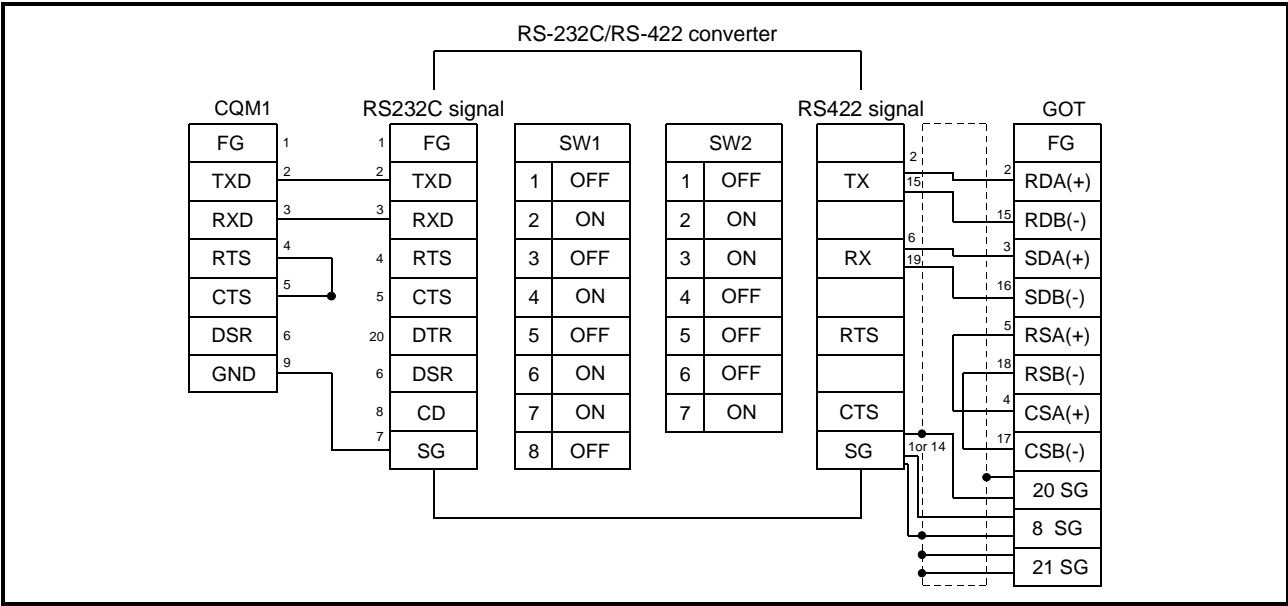 RS-232C/RS-422 converter
CQM1 RS232C signal RS422 signal GOT
FG 1 1 FG SW1 SW2 FG
2
TXD 2 2 TXD 1 OFF 1 OFF TX 15 2 RDA(+)
RXD 3 3 RXD 2 ON 2 ON 15 RDB(-)
RTS 4 4 RTS 3 OFF 3 ON RX 6 19 3 SDA(+)
CTS 5 5 CTS 4 ON 4 OFF 16 SDB(-)
DSR 6 20 DTR 5 OFF 5 OFF RTS 5 RSA(+)
GND 9 6 DSR 6 ON 6 OFF 18 RSB(-)
8 CD 7 ON 7 ON CTS 4 CSA(+)
7 SG 8 OFF SG 1or 14 17 CSB(-)
20 SG
8 SG
21 SG